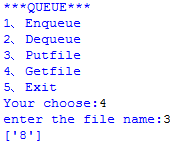 ***QUEUE***
1、Enqueue
2、Dequeue
3、Putfile
4、Getfile
5、Exit
Your choose:4
enter the file name:3
['8']